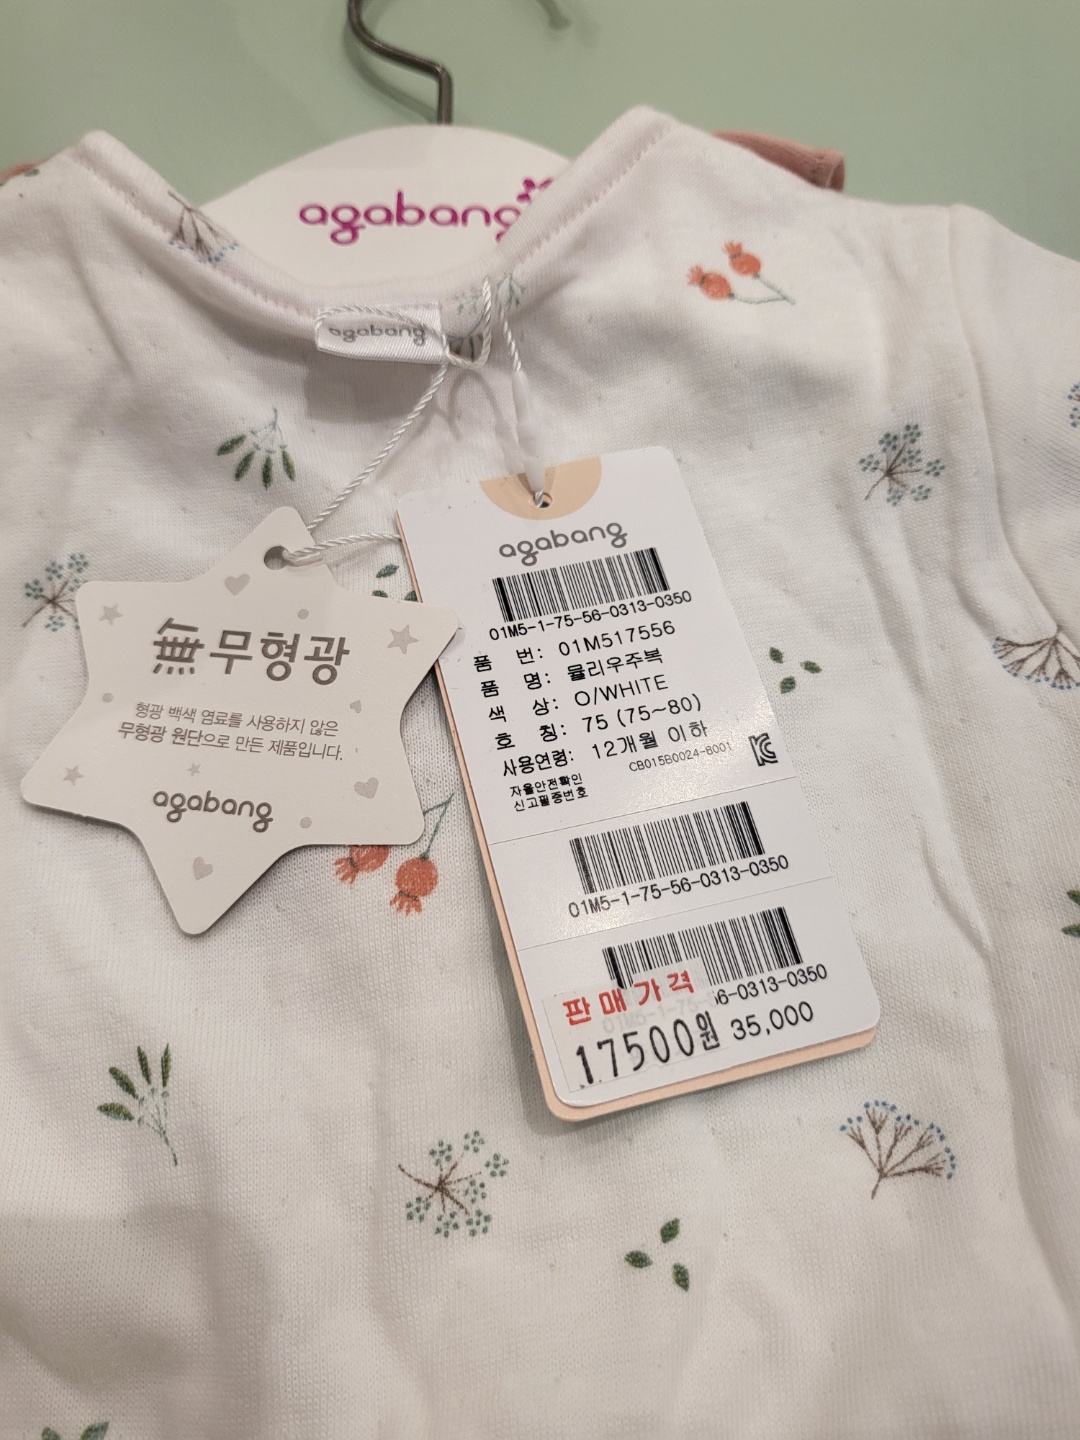 agabang
agabang
無무형광
형광 백색 염료를 사용하지 않은
무형광 원단으로 만든 제품입니다.
agabang
agabang
01M5-1-75-56-0313-0350
품 번: 01M517556
품 명: 뮬리우주복
색 상: O/WHITE
호 칭: 75 (75~80)
사용연령: 12개월 이하
자율안전확인
신고필증번호
CB015B0024-8001
01M5-1-75-56-0313-0350
6-0313-0350
판매가격
17500원
35,000